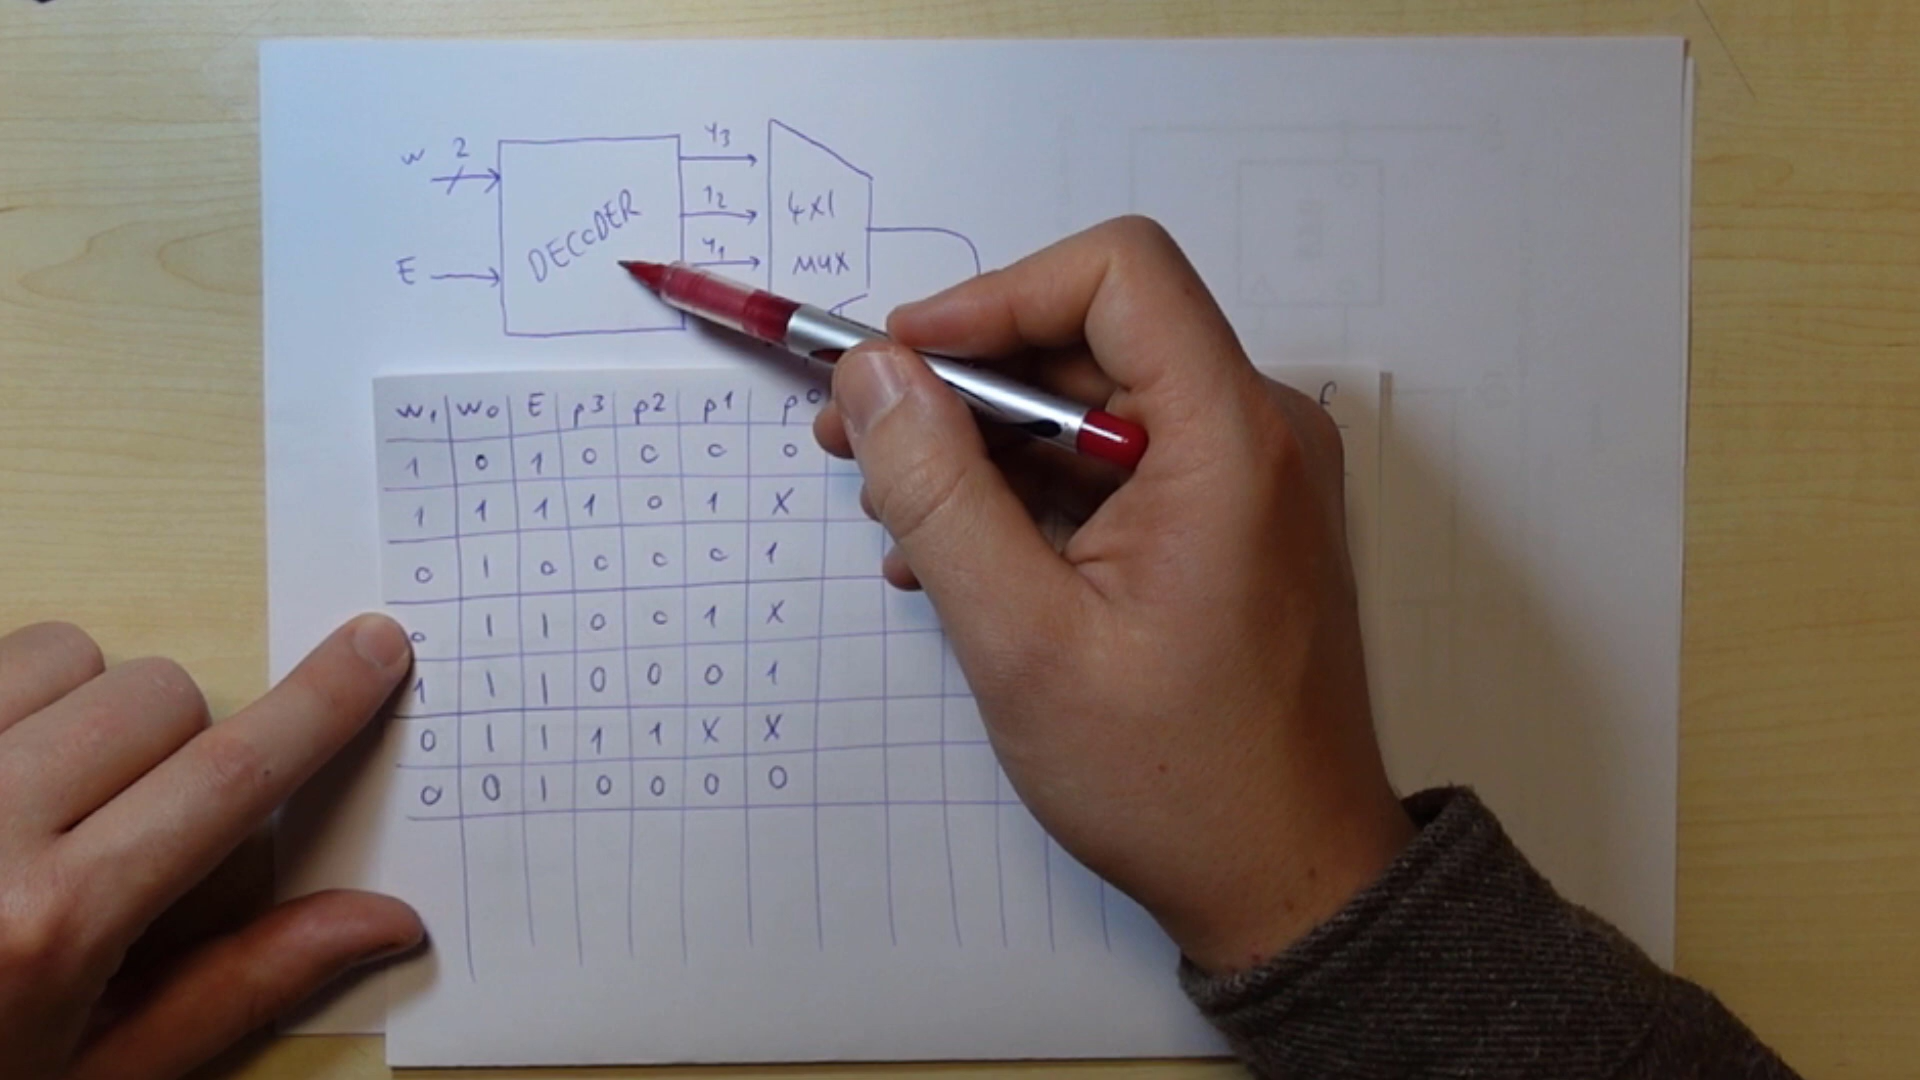 w 2
E
DECODER
y3
y2
y1
4X1
MUX
w1 w0 E p3 p2 p1 p0 f
1 0 1 0 0 0 0
1 1 1 1 0 1 X
0 1 0 0 0 0 1
0 1 1 0 0 1 X
1 1 1 0 0 0 1
0 1 1 1 1 X X
0 0 1 0 0 0 0